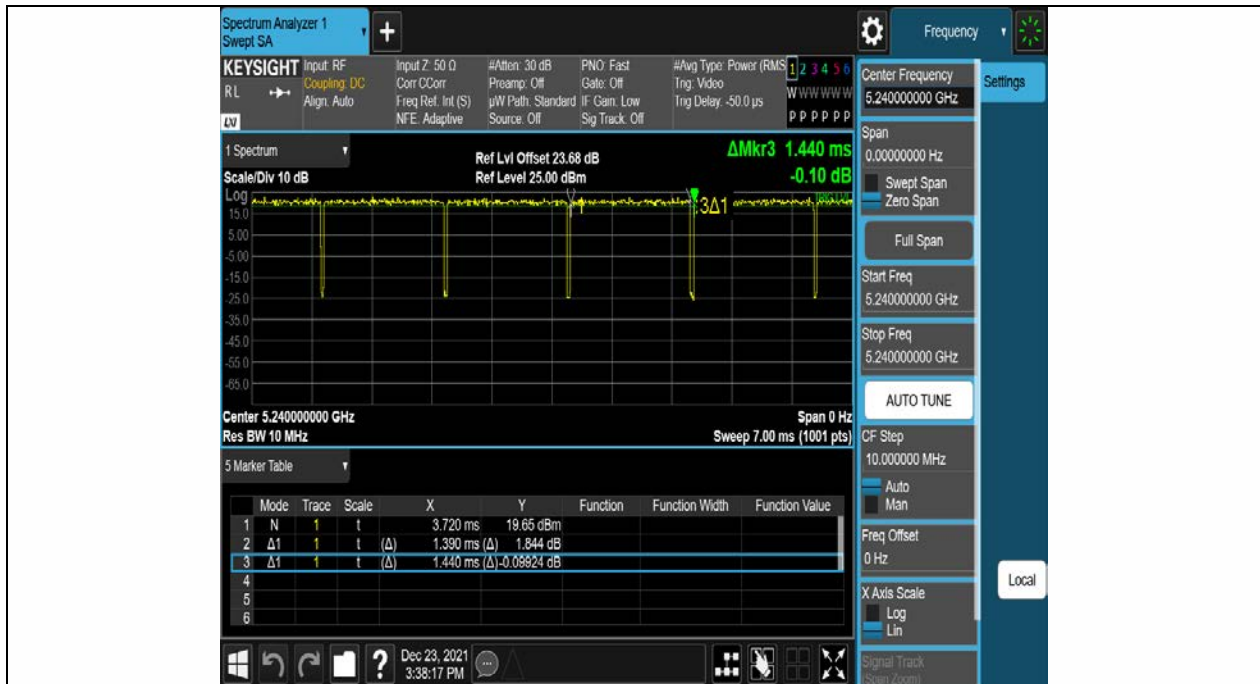 Spectrum Analyzer 1
Swept SA
Frequency
KEYSIGHT
RL
LXI
Input: RF
Coupling: DC
Align: Auto
Input Z: 50 Ω
Corr CCorr
Freq Ref: Int (S)
NFE: Adaptive
#Atten: 30 dB
Preamp: Off
µW Path: Standard
Source: Off
PNO: Fast
Gate: Off
IF Gain: Low
Sig Track: Off
#Avg Type: Power (RMS
Trig: Video
Trig Delay: -50.0 µs
1 2 3 4 5 6
W W W W W W
P P P P P P
1 Spectrum
Scale/Div 10 dB
Ref Lvl Offset 23.68 dB
Ref Level 25.00 dBm
ΔMkr3 1.440 ms
-0.10 dB
Log
15.0
5.00
-5.00
-15.0
-25.0
-35.0
-45.0
-55.0
-65.0
1
3Δ1
Center 5.240000000 GHz
Res BW 10 MHz
Span 0 Hz
Sweep 7.00 ms (1001 pts)
5 Marker Table
Mode Trace Scale X Y Function Function Width Function Value
1 N 1 t 3.720 ms 19.65 dBm
2 Δ1 1 t (Δ) 1.390 ms (Δ) 1.844 dB
3 Δ1 1 t (Δ) 1.440 ms (Δ) -0.09924 dB
4
5
6
Dec 23, 2021
3:38:17 PM
Center Frequency
5.240000000 GHz
Span
0.00000000 Hz
Swept Span
Zero Span
Full Span
Start Freq
5.240000000 GHz
Stop Freq
5.240000000 GHz
AUTO TUNE
CF Step
10.000000 MHz
Auto
Man
Freq Offset
0 Hz
X Axis Scale
Log
Lin
Signal Track
(Span Zoom)
Settings
Local